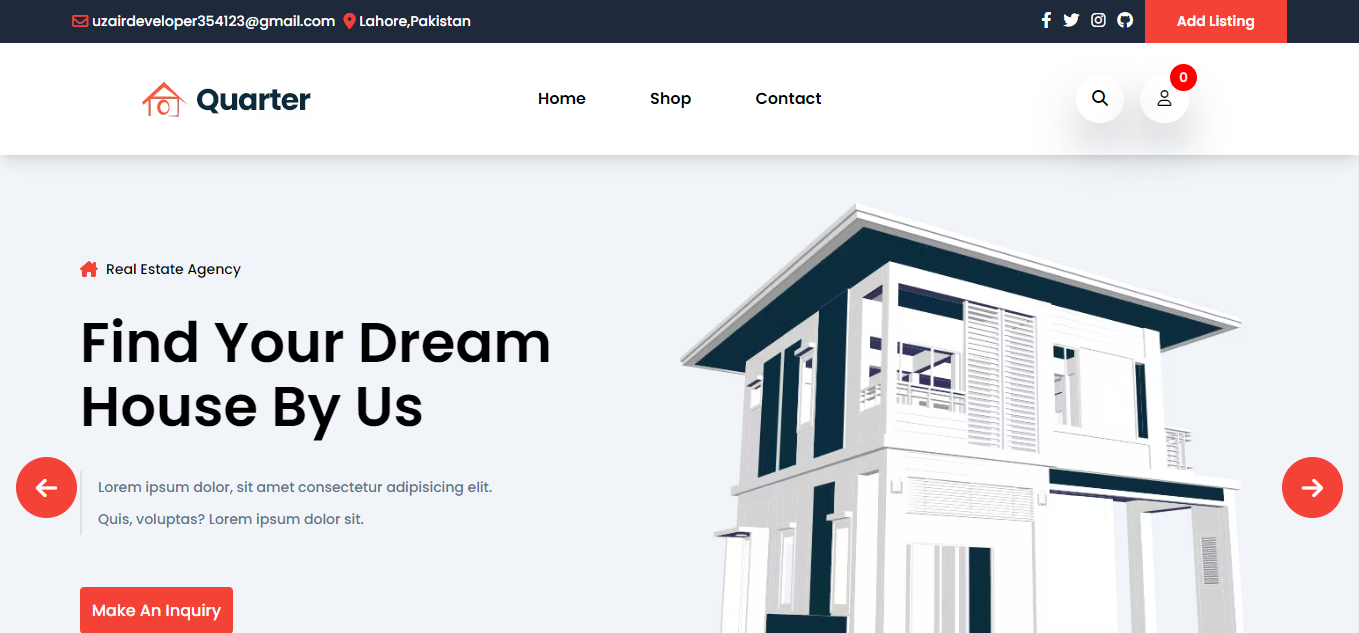 uzairdeveloper354123@gmail.com Lahore,Pakistan Add Listing
Quarter Home Shop Contact 0
Real Estate Agency
Find Your Dream
House By Us
Lorem ipsum dolor, sit amet consectetur adipisicing elit.
Quis, voluptas? Lorem ipsum dolor sit.
Make An Inquiry